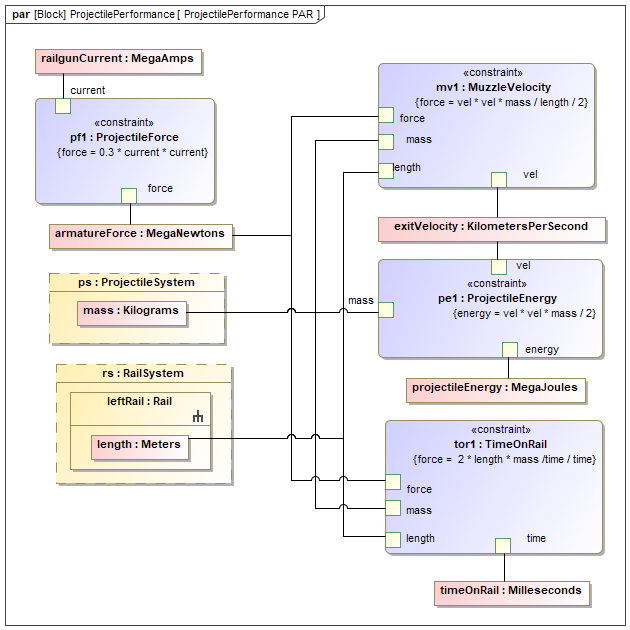 par [Block] ProjectilePerformance [ ProjectilePerformance PAR ]
railgunCurrent : MegaAmps
current
«constraint»
pf1 : ProjectileForce
{force = 0.3 * current * current}
force
armatureForce : MegaNewtons
ps : ProjectileSystem
mass : Kilograms
rs : RailSystem
leftRail : Rail
length : Meters
«constraint»
mv1 : MuzzleVelocity
{force = vel * vel * mass / length / 2}
force
mass
length
vel
exitVelocity : KilometersPerSecond
vel
«constraint»
pe1 : ProjectileEnergy
{energy = vel * vel * mass / 2}
mass
energy
projectileEnergy : MegaJoules
«constraint»
tor1 : TimeOnRail
{force =  2 * length * mass /time / time}
force
mass
length
time
timeOnRail : Milleseconds